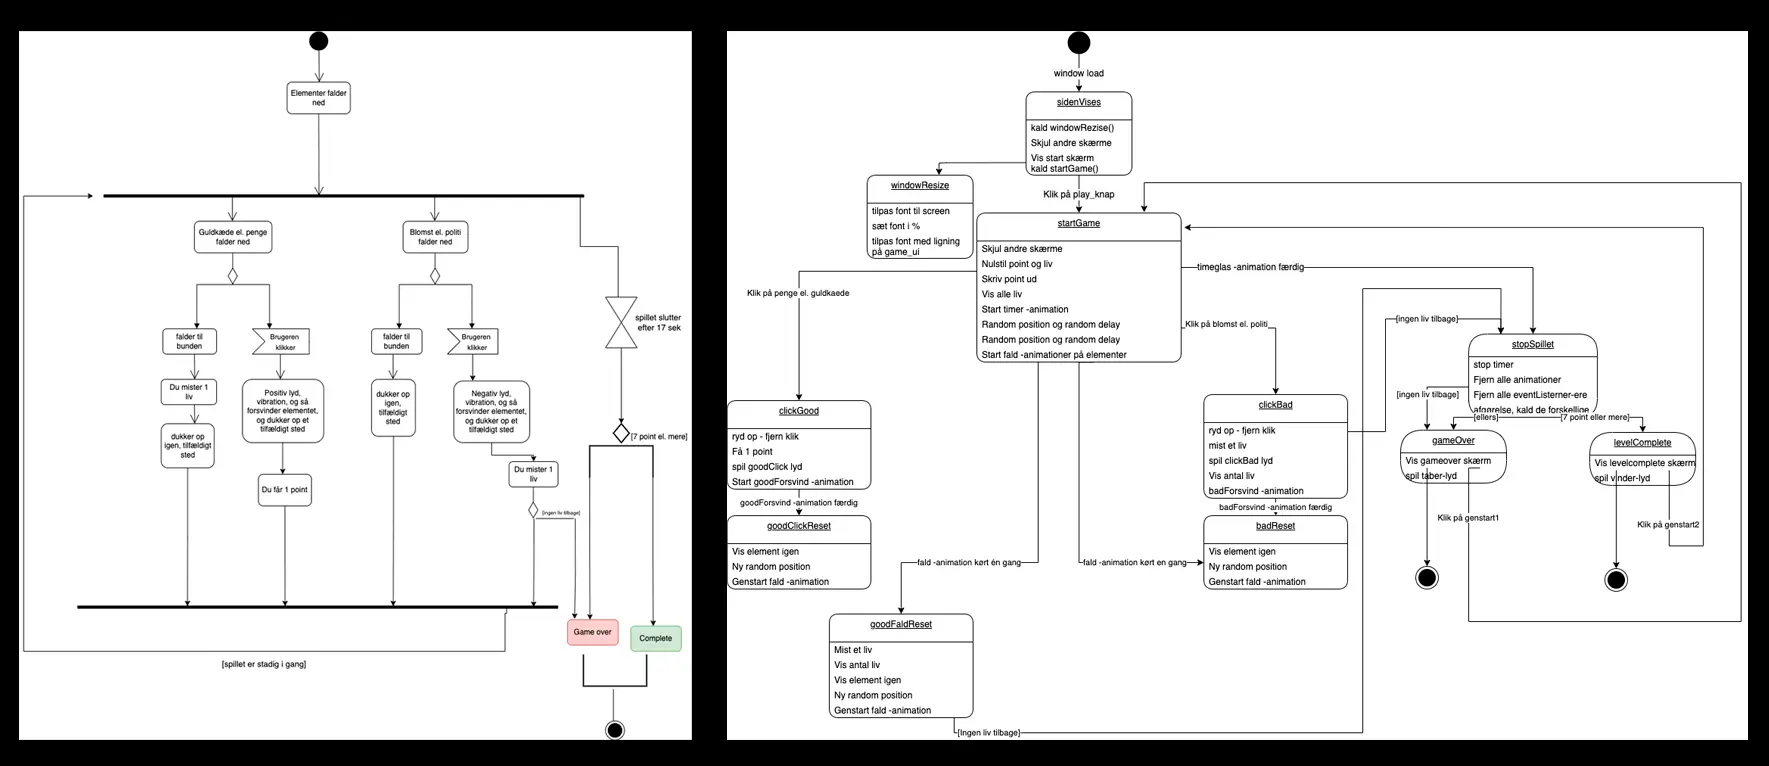 Elementer falder
ned
Guldkæde el. penge
falder ned
Blomst el. politi
falder ned
falder til
bunden
Brugeren
klikker
falder til
bunden
Brugeren
klikker
spillet slutter
efter 17 sek
Du mister 1
liv
Positiv lyd,
vibration, og så
forsvinder elementet,
og dukker op et
tilfældigt sted
dukker op
igen, tilfældigt
sted
Negativ lyd,
vibration, og så
forsvinder elementet,
og dukker op et
tilfældigt sted
dukker op
igen, tilfældigt
sted
[7 point el. mere]
Du får 1 point
Du mister 1
liv
[ingen liv tilbage]
Game over
Complete
[spillet er stadig i gang]
window load
sidenVises
kald windowRezise()
Skjul andre skærme
Vis start skærm
kald startGame()
windowResize
tilpas font til screen
sæt font i %
tilpas font med ligning
på game_ui
Klik på play_knap
startGame
Skjul andre skærme
Nulstil point og liv
Skriv point ud
Vis alle liv
Start timer -animation
Random position og random delay
Random position og random delay
Start fald -animationer på elementer
timeglas -animation færdig
Klik på penge el. guldkaede
Klik på blomst el. politi
[ingen liv tilbage]
stopSpillet
stop timer
Fjern alle animationer
Fjern alle eventListerner-ere
afgørelse, kald de forskellige
[ingen liv tilbage]
[ellers]
[7 point eller mere]
clickGood
ryd op - fjern klik
Få 1 point
spil goodClick lyd
Start goodForsvind -animation
clickBad
ryd op - fjern klik
mist et liv
spil clickBad lyd
Vis antal liv
badForsvind -animation
gameOver
Vis gameover skærm
spil taber-lyd
levelComplete
Vis levelcomplete skærm
spil vinder-lyd
goodForsvind -animation færdig
badForsvind -animation færdig
Klik på genstart1
Klik på genstart2
goodClickReset
Vis element igen
Ny random position
Genstart fald -animation
badReset
Vis element igen
Ny random position
Genstart fald -animation
fald -animation kørt én gang
fald -animation kørt en gang
goodFaldReset
Mist et liv
Vis antal liv
Vis element igen
Ny random position
Genstart fald -animation
[Ingen liv tilbage]